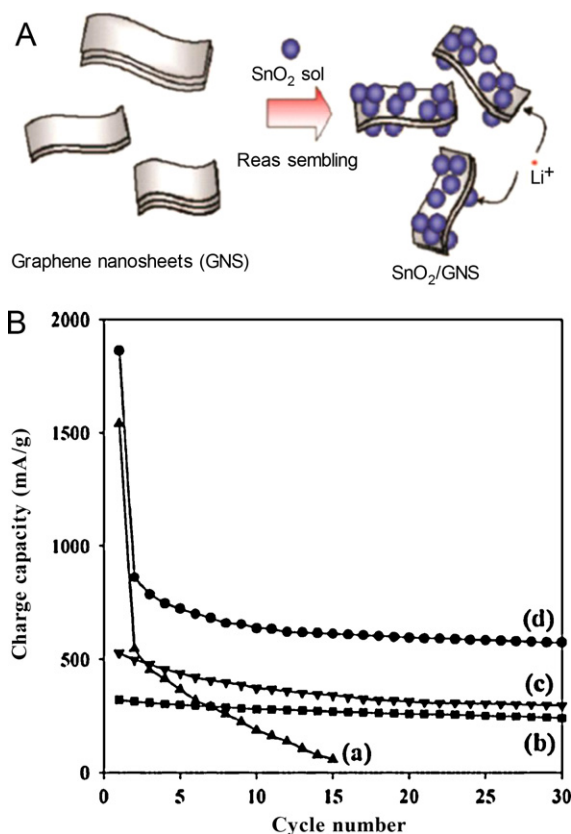 A
SnO2 sol
Reas sembling
Li+
Graphene nanosheets (GNS)
SnO2/GNS
B
2000
1500
1000
500
0
Charge capacity (mA/g)
(d)
(c)
(b)
(a)
0 5 10 15 20 25 30
Cycle number